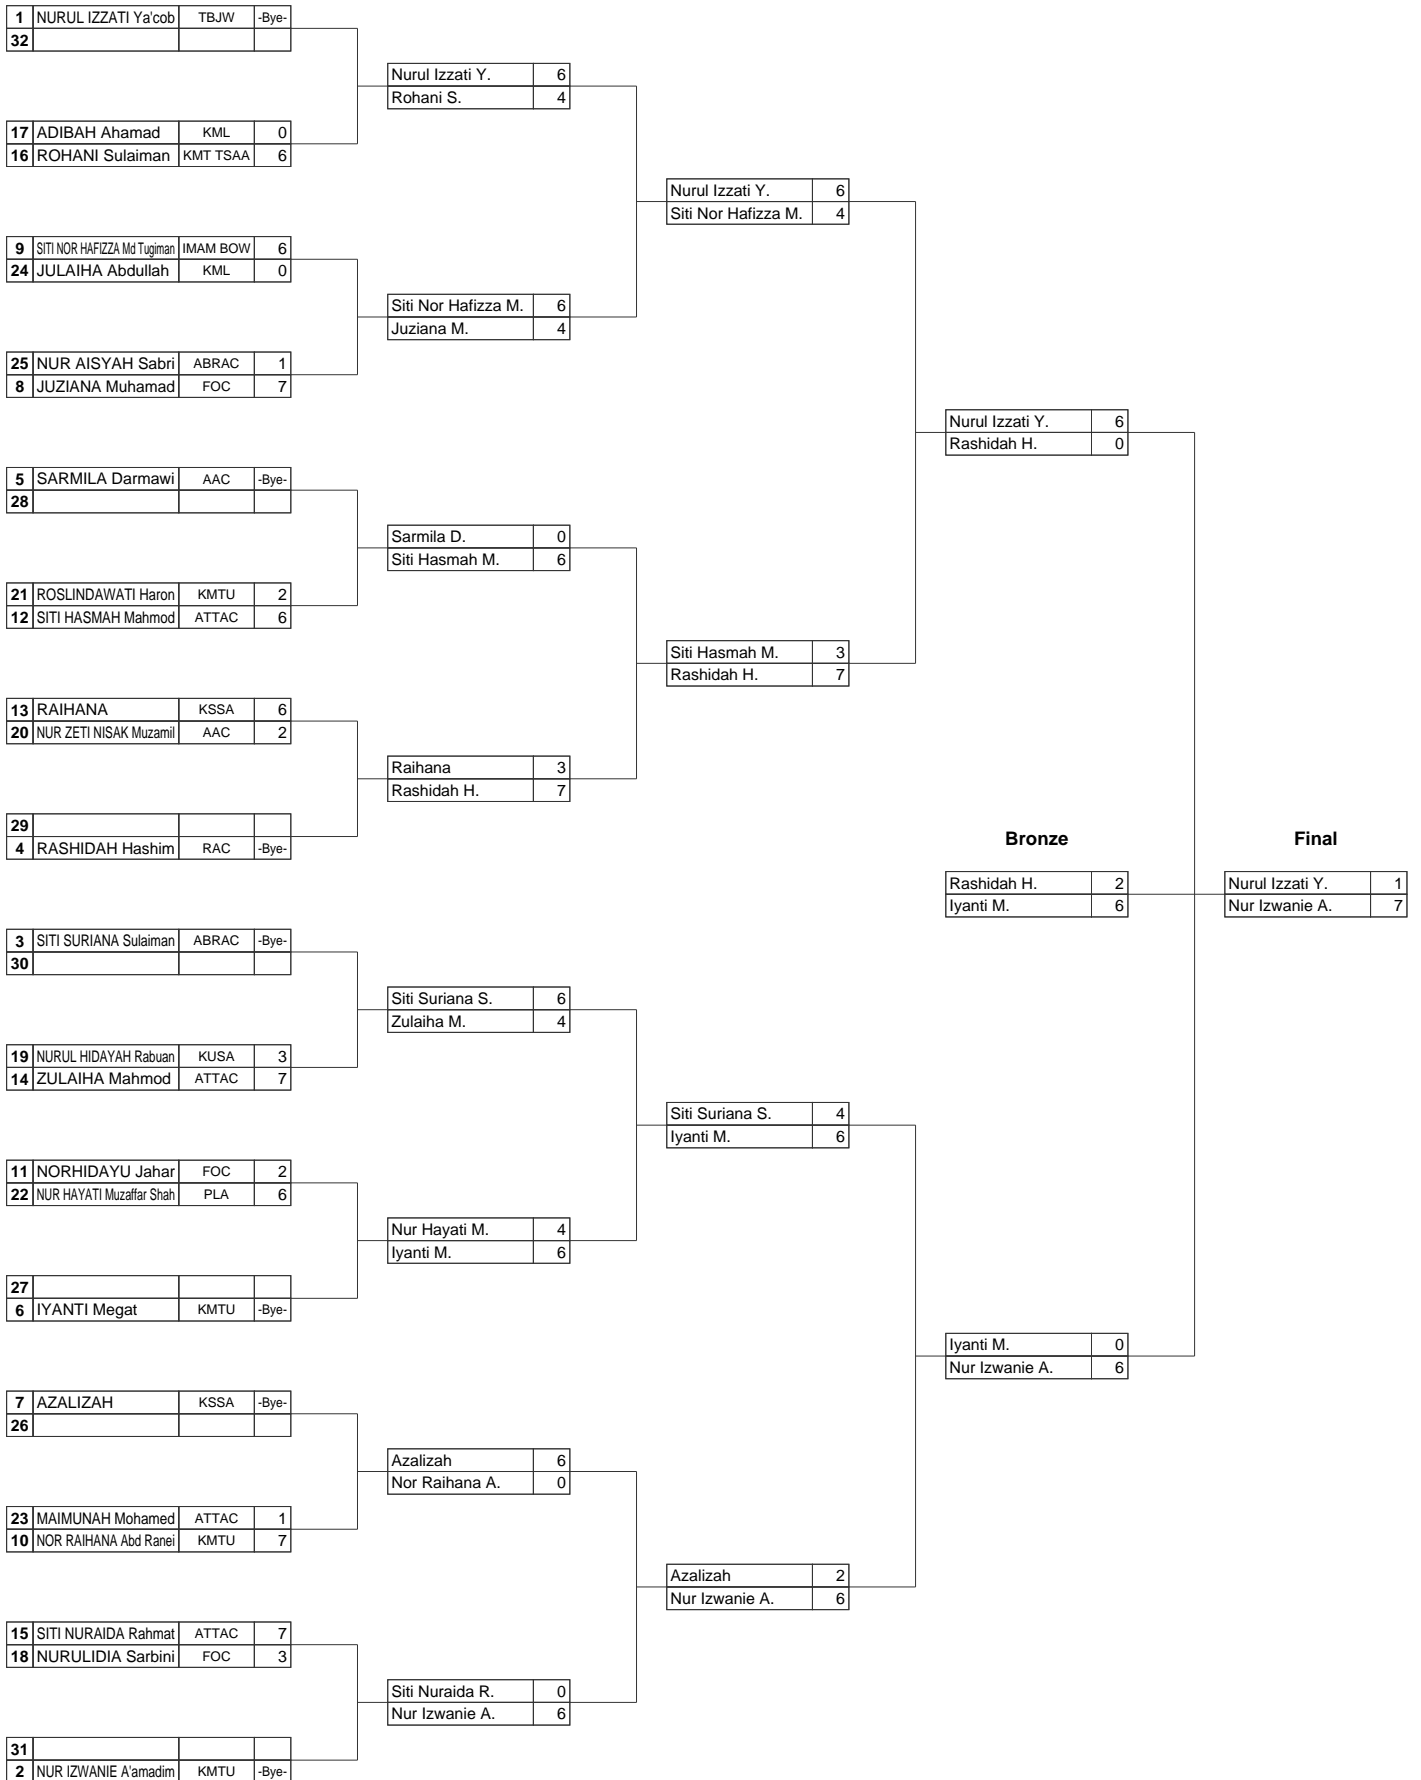 1 NURUL IZZATI Ya'cob TBJW -Bye-
32
Nurul Izzati Y. 6
Rohani S. 4
17 ADIBAH Ahamad KML 0
16 ROHANI Sulaiman KMT TSAA 6
Nurul Izzati Y. 6
Siti Nor Hafizza M. 4
9 SITI NOR HAFIZZA Md Tugiman IMAM BOW 6
24 JULAIHA Abdullah KML 0
Siti Nor Hafizza M. 6
Juziana M. 4
25 NUR AISYAH Sabri ABRAC 1
8 JUZIANA Muhamad FOC 7
Nurul Izzati Y. 6
Rashidah H. 0
5 SARMILA Darmawi AAC -Bye-
28
Sarmila D. 0
Siti Hasmah M. 6
21 ROSLINDAWATI Haron KMTU 2
12 SITI HASMAH Mahmod ATTAC 6
Siti Hasmah M. 3
Rashidah H. 7
13 RAIHANA KSSA 6
20 NUR ZETI NISAK Muzamil AAC 2
Raihana 3
Rashidah H. 7
29
4 RASHIDAH Hashim RAC -Bye-
Bronze Final
Rashidah H. 2 Nurul Izzati Y. 1
Iyanti M. 6 Nur Izwanie A. 7
3 SITI SURIANA Sulaiman ABRAC -Bye-
30
Siti Suriana S. 6
Zulaiha M. 4
19 NURUL HIDAYAH Rabuan KUSA 3
14 ZULAIHA Mahmod ATTAC 7
Siti Suriana S. 4
Iyanti M. 6
11 NORHIDAYU Jahar FOC 2
22 NUR HAYATI Muzaffar Shah PLA 6
Nur Hayati M. 4
Iyanti M. 6
27
6 IYANTI Megat KMTU -Bye-
Iyanti M. 0
Nur Izwanie A. 6
7 AZALIZAH KSSA -Bye-
26
Azalizah 6
Nor Raihana A. 0
23 MAIMUNAH Mohamed ATTAC 1
10 NOR RAIHANA Abd Ranei KMTU 7
Azalizah 2
Nur Izwanie A. 6
15 SITI NURAIDA Rahmat ATTAC 7
18 NURULIDIA Sarbini FOC 3
Siti Nuraida R. 0
Nur Izwanie A. 6
31
2 NUR IZWANIE A'amadim KMTU -Bye-